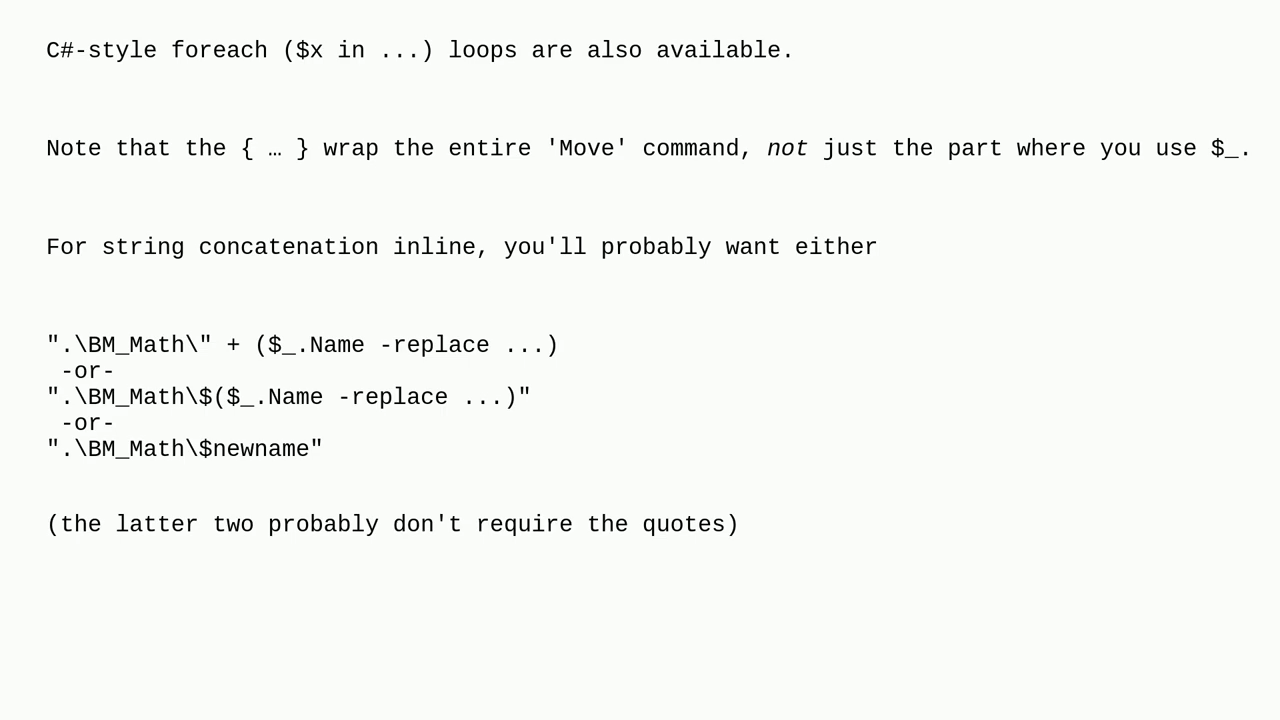 C#-style foreach ($x in ...) loops are also available.
Note that the { … } wrap the entire 'Move' command, not just the part where you use $_.
For string concatenation inline, you'll probably want either
".\BM_Math\" + ($_.Name -replace ...)
-or-
".\BM_Math\$($_.Name -replace ...)"
-or-
".\BM_Math\$newname"
(the latter two probably don't require the quotes)